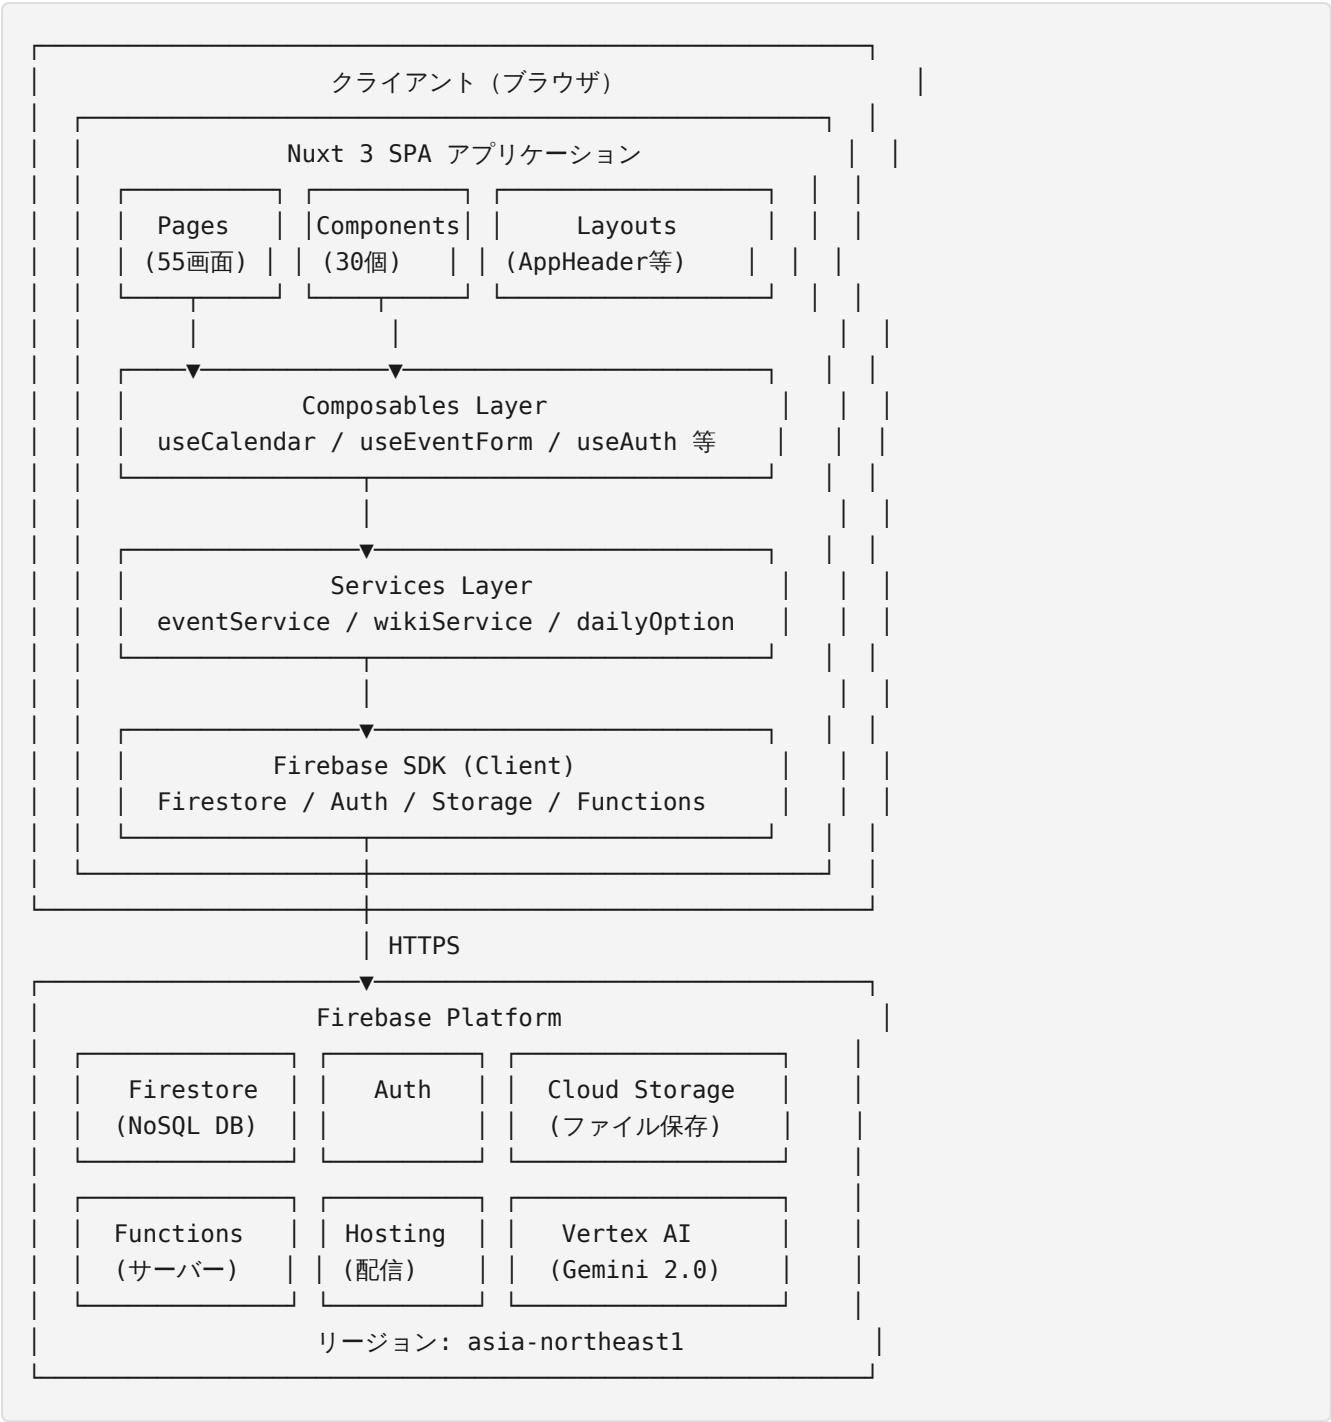 クライアント（ブラウザ）
Nuxt 3 SPA アプリケーション
Pages Components Layouts
(55画面) (30個) (AppHeader等)
Composables Layer
useCalendar / useEventForm / useAuth 等
Services Layer
eventService / wikiService / dailyOption
Firebase SDK (Client)
Firestore / Auth / Storage / Functions
HTTPS
Firebase Platform
Firestore Auth Cloud Storage
(NoSQL DB) (ファイル保存)
Functions Hosting Vertex AI
(サーバー) (配信) (Gemini 2.0)
リージョン: asia-northeast1